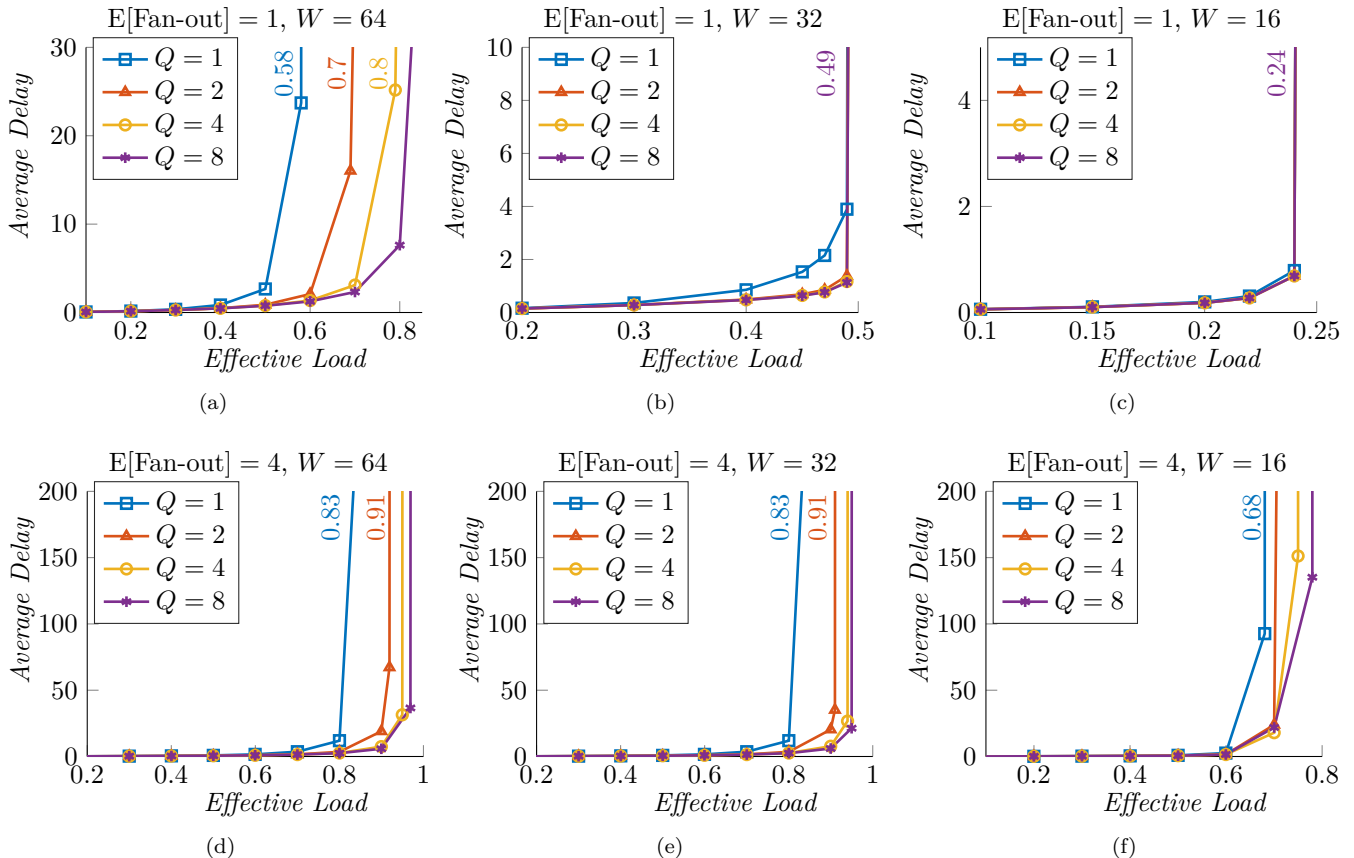 E[Fan-out] = 1, W = 64
30
20
10
0
Average Delay
Q = 1
Q = 2
Q = 4
Q = 8
0.58
0.7
0.8
0.2
0.4
0.6
0.8
Effective Load
(a)
E[Fan-out] = 1, W = 32
10
8
6
4
2
0
Average Delay
Q = 1
Q = 2
Q = 4
Q = 8
0.49
0.2
0.3
0.4
0.5
Effective Load
(b)
E[Fan-out] = 1, W = 16
4
2
0
Average Delay
Q = 1
Q = 2
Q = 4
Q = 8
0.24
0.1
0.15
0.2
0.25
Effective Load
(c)
E[Fan-out] = 4, W = 64
200
150
100
50
0
Average Delay
Q = 1
Q = 2
Q = 4
Q = 8
0.83
0.91
0.2
0.4
0.6
0.8
1
Effective Load
(d)
E[Fan-out] = 4, W = 32
200
150
100
50
0
Average Delay
Q = 1
Q = 2
Q = 4
Q = 8
0.83
0.91
0.2
0.4
0.6
0.8
1
Effective Load
(e)
E[Fan-out] = 4, W = 16
200
150
100
50
0
Average Delay
Q = 1
Q = 2
Q = 4
Q = 8
0.68
0.2
0.4
0.6
0.8
Effective Load
(f)